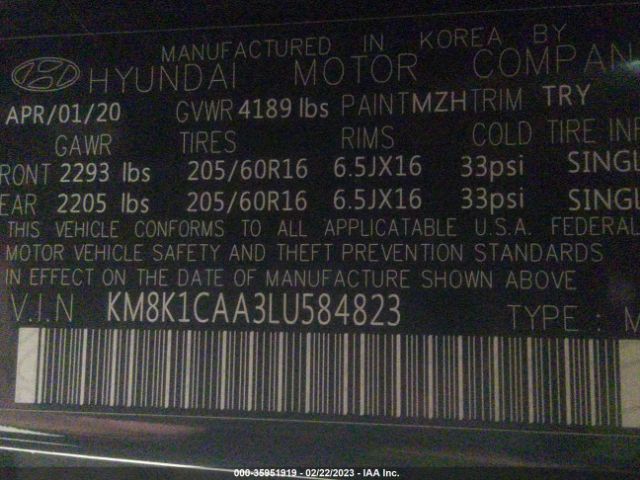 MANUFACTURED IN KOREA BY
HYUNDAI MOTOR COMPAN
APR/01/20 GVWR 4189 lbs PAINT MZH TRIM TRY
GAWR TIRES RIMS COLD TIRE INF
RONT 2293 lbs 205/60R16 6.5JX16 33psi SINGL
EAR 2205 lbs 205/60R16 6.5JX16 33psi SINGL
THIS VEHICLE CONFORMS TO ALL APPLICATABLE U.S.A. FEDERAL
MOTOR VEHICLE SAFETY AND THEFT PREVENTION STANDARDS
IN EFFECT ON THE DATE OF MANUFACTURE SHOWN ABOVE
V.I.N KM8K1CAA3LU584823
TYPE : M
000-35951919 - 02/22/2023 - IAA Inc.